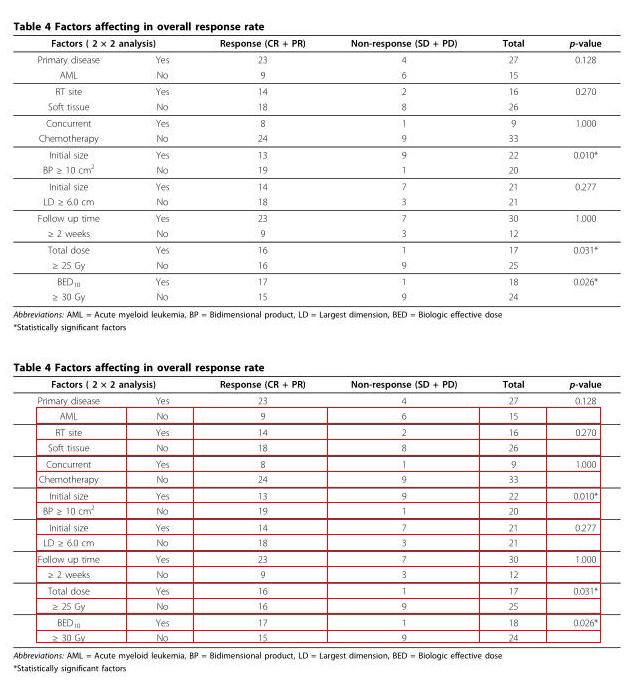 Table 4 Factors affecting in overall response rate
Factors ( 2 × 2 analysis) Response (CR + PR) Non-response (SD + PD) Total p-value
Primary disease Yes 23 4 27 0.128
AML No 9 6 15
RT site Yes 14 2 16 0.270
Soft tissue No 18 8 26
Concurrent Yes 8 1 9 1.000
Chemotherapy No 24 9 33
Initial size Yes 13 9 22 0.010*
BP ≥ 10 cm² No 19 1 20
Initial size Yes 14 7 21 0.277
LD ≥ 6.0 cm No 18 3 21
Follow up time Yes 23 7 30 1.000
≥ 2 weeks No 9 3 12
Total dose Yes 16 1 17 0.031*
≥ 25 Gy No 16 9 25
BED₁₀ Yes 17 1 18 0.026*
≥ 30 Gy No 15 9 24
Abbreviations: AML = Acute myeloid leukemia, BP = Bidimensional product, LD = Largest dimension, BED = Biologic effective dose
*Statistically significant factors
Table 4 Factors affecting in overall response rate
Factors ( 2 × 2 analysis) Response (CR + PR) Non-response (SD + PD) Total p-value
Primary disease Yes 23 4 27 0.128
AML No 9 6 15
RT site Yes 14 2 16 0.270
Soft tissue No 18 8 26
Concurrent Yes 8 1 9 1.000
Chemotherapy No 24 9 33
Initial size Yes 13 9 22 0.010*
BP ≥ 10 cm² No 19 1 20
Initial size Yes 14 7 21 0.277
LD ≥ 6.0 cm No 18 3 21
Follow up time Yes 23 7 30 1.000
≥ 2 weeks No 9 3 12
Total dose Yes 16 1 17 0.031*
≥ 25 Gy No 16 9 25
BED₁₀ Yes 17 1 18 0.026*
≥ 30 Gy No 15 9 24
Abbreviations: AML = Acute myeloid leukemia, BP = Bidimensional product, LD = Largest dimension, BED = Biologic effective dose
*Statistically significant factors